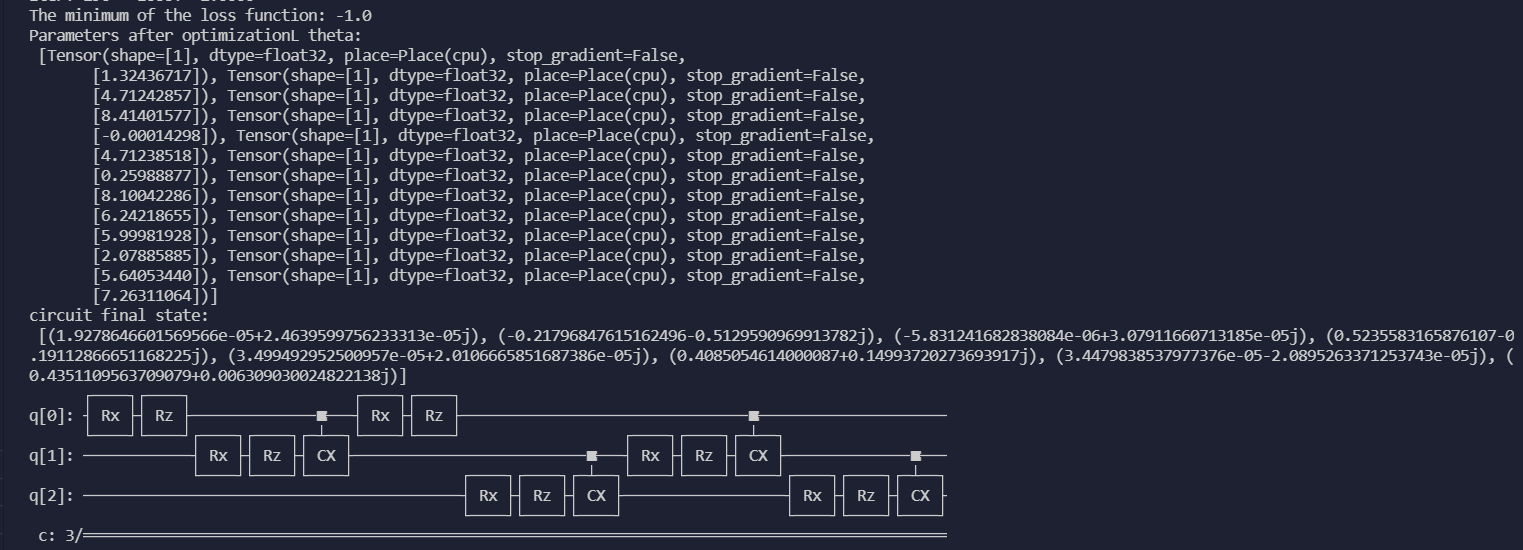 The minimum of the loss function: -1.0
Parameters after optimizationL theta:
[Tensor(shape=[1], dtype=float32, place=Place(cpu), stop_gradient=False,
[1.32436717]), Tensor(shape=[1], dtype=float32, place=Place(cpu), stop_gradient=False,
[4.71242857]), Tensor(shape=[1], dtype=float32, place=Place(cpu), stop_gradient=False,
[8.41401577]), Tensor(shape=[1], dtype=float32, place=Place(cpu), stop_gradient=False,
[-0.00014298]), Tensor(shape=[1], dtype=float32, place=Place(cpu), stop_gradient=False,
[4.71238518]), Tensor(shape=[1], dtype=float32, place=Place(cpu), stop_gradient=False,
[0.25988877]), Tensor(shape=[1], dtype=float32, place=Place(cpu), stop_gradient=False,
[8.10042286]), Tensor(shape=[1], dtype=float32, place=Place(cpu), stop_gradient=False,
[6.24218655]), Tensor(shape=[1], dtype=float32, place=Place(cpu), stop_gradient=False,
[5.99981928]), Tensor(shape=[1], dtype=float32, place=Place(cpu), stop_gradient=False,
[2.07885885]), Tensor(shape=[1], dtype=float32, place=Place(cpu), stop_gradient=False,
[5.64053440]), Tensor(shape=[1], dtype=float32, place=Place(cpu), stop_gradient=False,
[7.26311064])]
circuit final state:
[(1.9278646601569566e-05+2.4639599756233313e-05j), (-0.21796847615162496-0.5129590969913782j), (-5.831241682838084e-06+3.07911660713185e-05j), (0.5235583165876107-0
.19112866651168225j), (3.499492952500957e-05+2.0106665851687386e-05j), (0.4085054614000087+0.14993720273693917j), (3.4479838537977376e-05-2.0895263371253743e-05j), (
0.4351109563709079+0.006309030024822138j)]
q[0]: Rx Rz Rx Rz
q[1]: Rx Rz CX Rx Rz CX
q[2]: Rx Rz CX Rx Rz CX
c: 3/